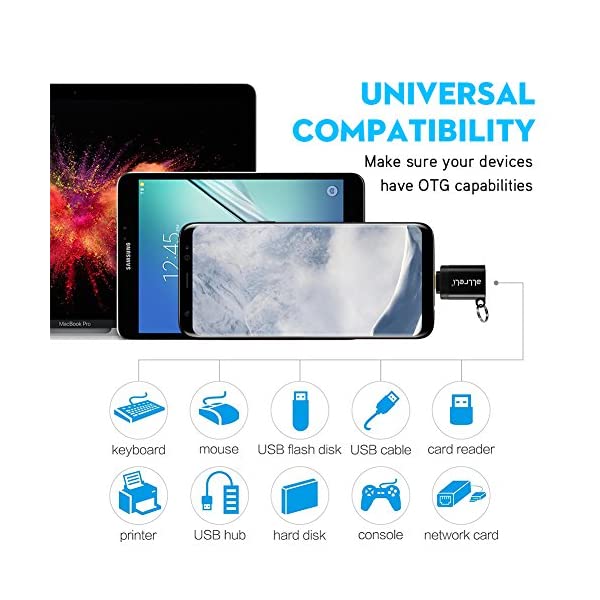 UNIVERSAL
COMPATIBILITY
Make sure your devices
have OTG capabilities
12:45
SAMSUNG
allreli
MacBook Pro
keyboard
mouse
USB flash disk
USB cable
card reader
printer
USB hub
hard disk
console
network card